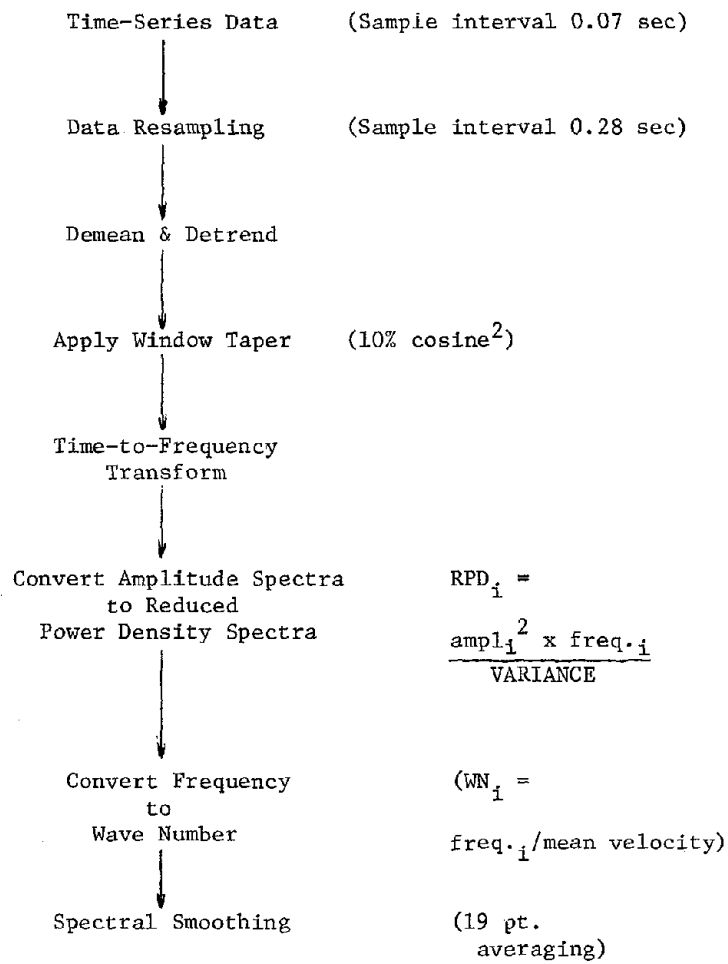 Time-Series Data (Sample interval 0.07 sec)
Data Resampling (Sample interval 0.28 sec)
Demean & Detrend
Apply Window Taper (10% cosine²)
Time-to-Frequency
Transform
Convert Amplitude Spectra
to Reduced
Power Density Spectra
RPDᵢ =
amplᵢ² x freq.ᵢ
VARIANCE
Convert Frequency
to
Wave Number
(WNᵢ =
freq.ᵢ/mean velocity)
Spectral Smoothing
(19 pt.
averaging)